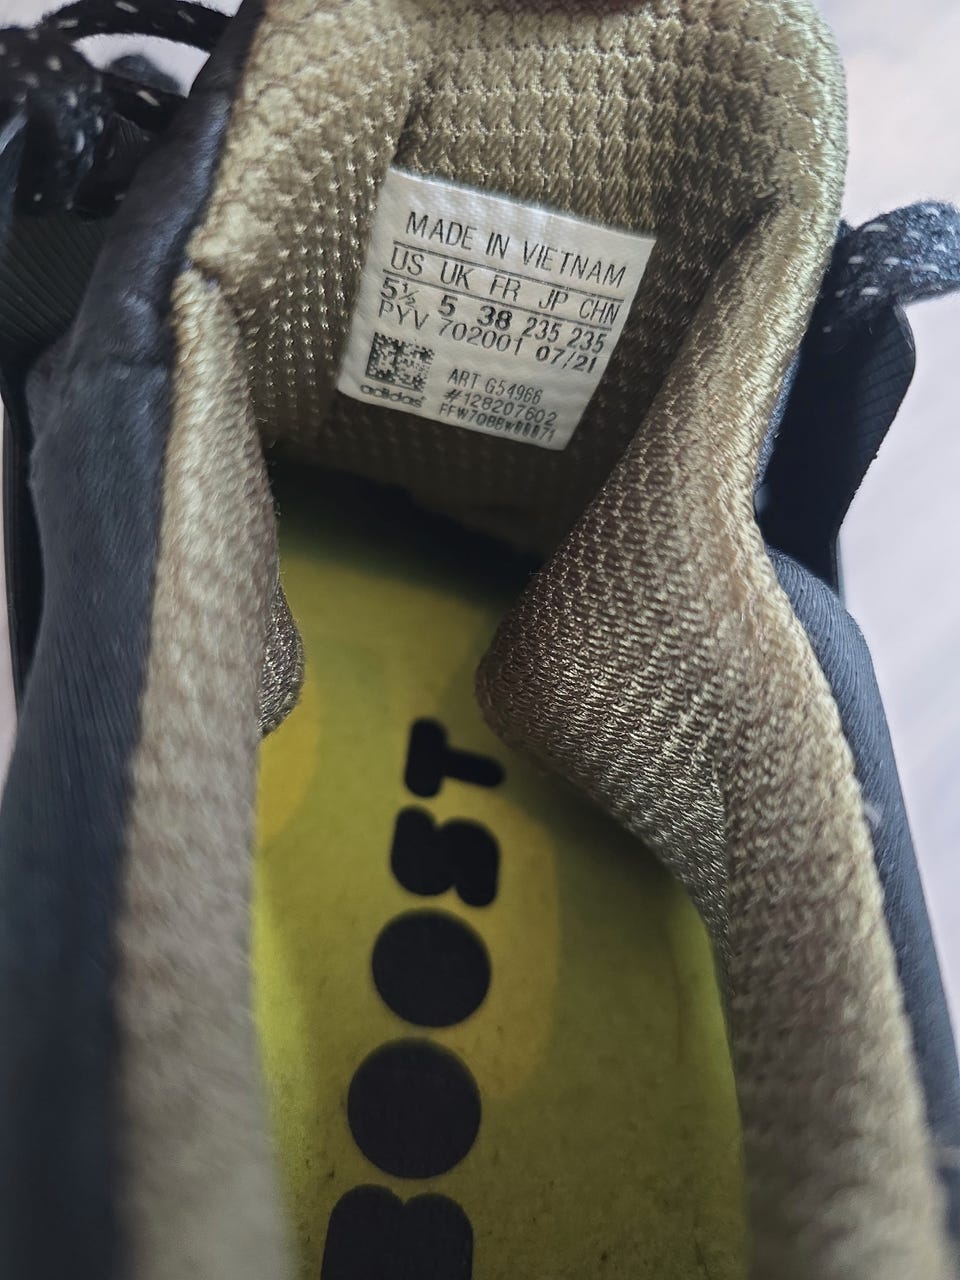 MADE IN VIETNAM
US UK FR JP CHN
5½ 5 38 235 235
PYV 702001 07/21
ART G54966
#128207602
adidas
BOOST